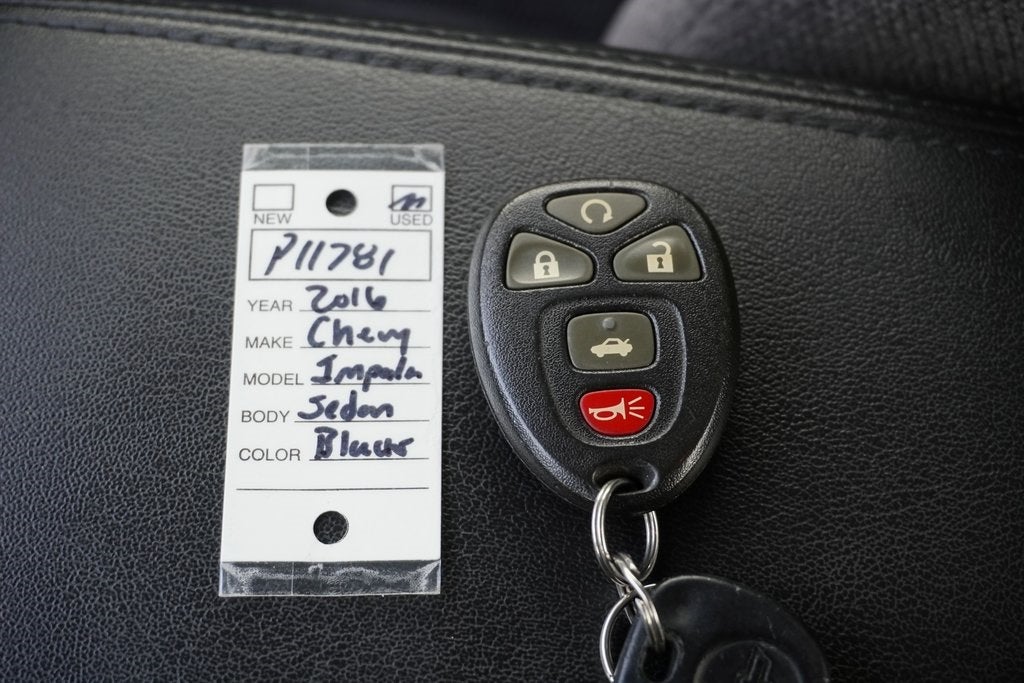 NEW USED
P11781
YEAR 2016
MAKE Chevy
MODEL Impala
BODY Sedan
COLOR Black